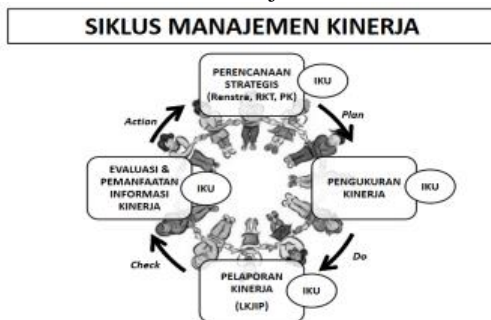 SIKLUS MANAJEMEN KINERJA
PERENCANAAN
STRATEGIS
(Renstra, RKT, PK)
IKU
Action
Plan
EVALUASI &
PEMANFAATAN
INFORMASI
KINERJA
IKU
PENGUKURAN
KINERJA
IKU
Check
Do
PELAPORAN
KINERJA
(LKJIP)
IKU